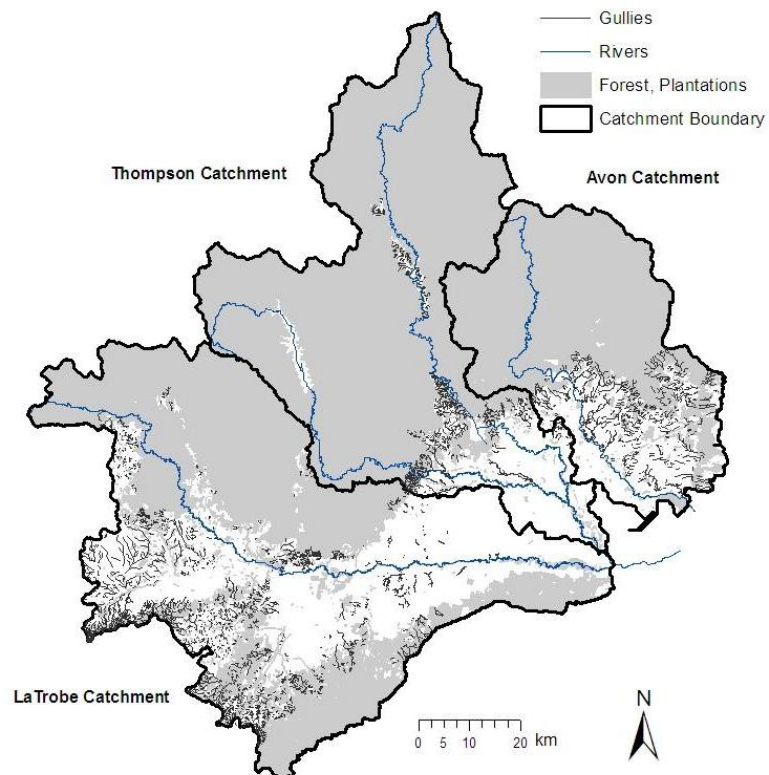 Gullies
Rivers
Forest, Plantations
Catchment Boundary
Thompson Catchment
Avon Catchment
LaTrobe Catchment
N
0 5 10 20 km